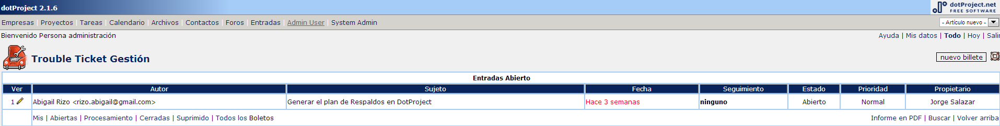 dotProject 2.1.6
dotProject.net
FREE SOFTWARE
Empresas | Proyectos | Tareas | Calendario | Archivos | Contactos | Foros | Entradas | Admin User | System Admin
- Artículo nuevo -
Bienvenido Persona administración
Ayuda | Mis datos | Todo | Hoy | Salir
Trouble Ticket Gestión
nuevo billete
Entradas Abierto
Ver Autor Sujeto Fecha Seguimiento Estado Prioridad Propietario
1 Abigail Rizo <rizo.abigail@gmail.com> Generar el plan de Respaldos en DotProject Hace 3 semanas ninguno Abierto Normal Jorge Salazar
Mis | Abiertas | Procesamiento | Cerradas | Suprimido | Todos los Boletos
Informe en PDF | Buscar | Volver arriba